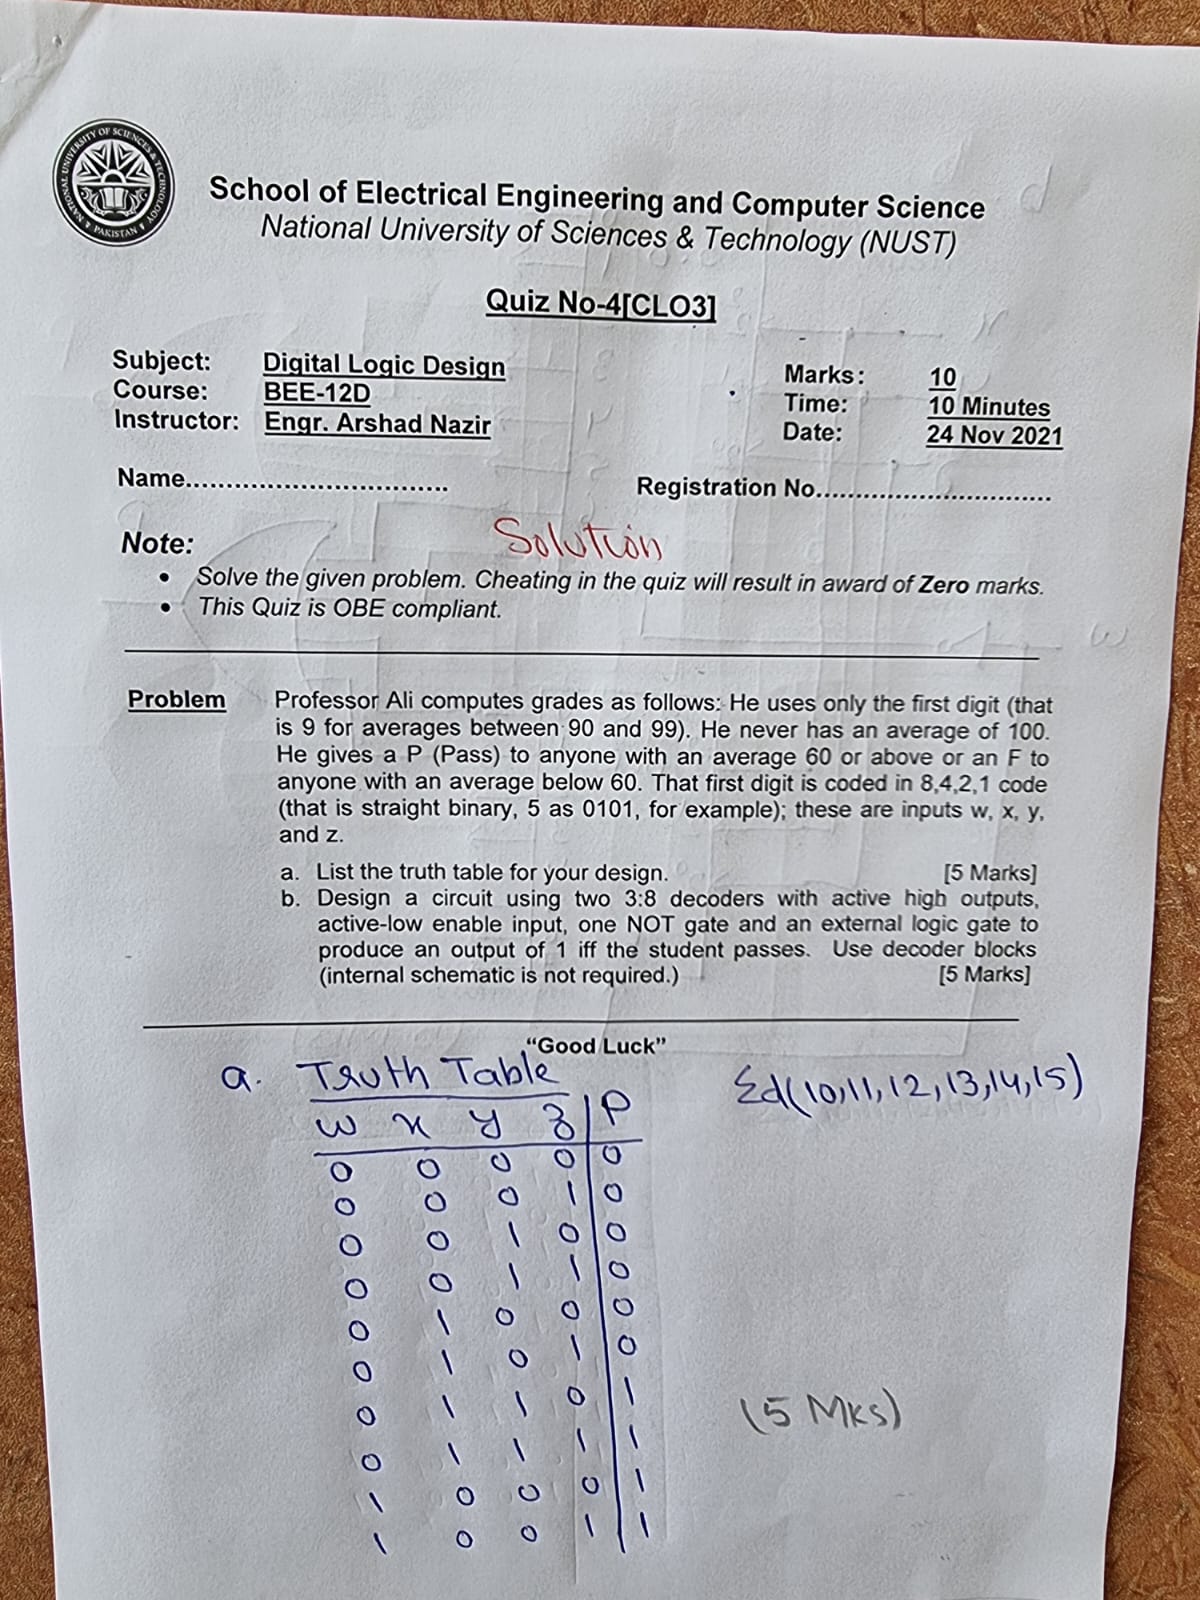 NATIONAL UNIVERSITY OF SCIENCES & TECHNOLOGY
PAKISTAN
School of Electrical Engineering and Computer Science
National University of Sciences & Technology (NUST)
Quiz No-4[CLO3]
Subject: Digital Logic Design Marks: 10
Course: BEE-12D Time: 10 Minutes
Instructor: Engr. Arshad Nazir Date: 24 Nov 2021
Name................................ Registration No.............................
Solution
Note:
• Solve the given problem. Cheating in the quiz will result in award of Zero marks.
• This Quiz is OBE compliant.
Problem Professor Ali computes grades as follows: He uses only the first digit (that
is 9 for averages between 90 and 99). He never has an average of 100.
He gives a P (Pass) to anyone with an average 60 or above or an F to
anyone with an average below 60. That first digit is coded in 8,4,2,1 code
(that is straight binary, 5 as 0101, for example); these are inputs w, x, y,
and z.
a. List the truth table for your design. [5 Marks]
b. Design a circuit using two 3:8 decoders with active high outputs,
active-low enable input, one NOT gate and an external logic gate to
produce an output of 1 iff the student passes. Use decoder blocks
(internal schematic is not required.) [5 Marks]
“Good Luck”
a. Truth Table Σd(10,11,12,13,14,15)
w x y z P
0 0 0 0 0
0 0 0 1 0
0 0 1 0 0
0 0 1 1 0
0 1 0 0 0
0 1 0 1 0
0 1 1 0 1
(5 Mks)
0 1 1 1 1
1 0 0 0 1
1 0 0 1 1